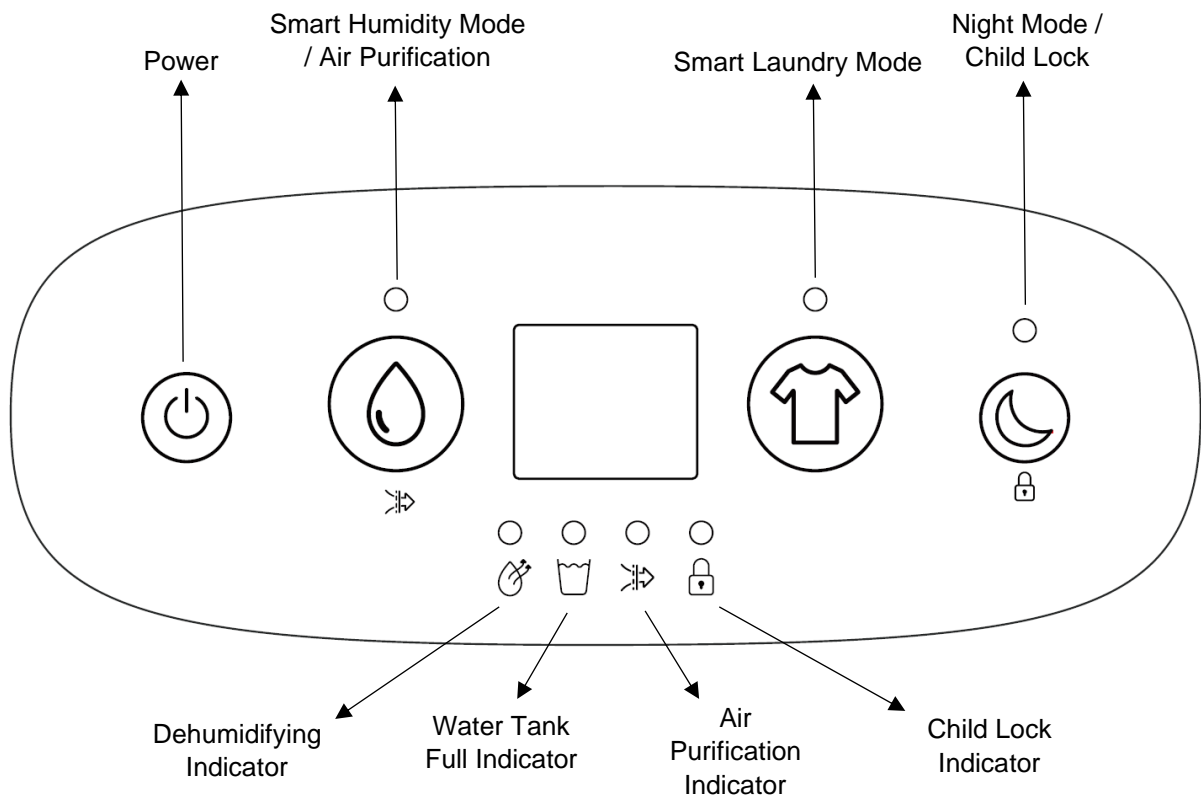 Smart Humidity Mode
/ Air Purification
Night Mode /
Child Lock
Power
Smart Laundry Mode
Dehumidifying
Indicator
Water Tank
Full Indicator
Air
Purification
Indicator
Child Lock
Indicator